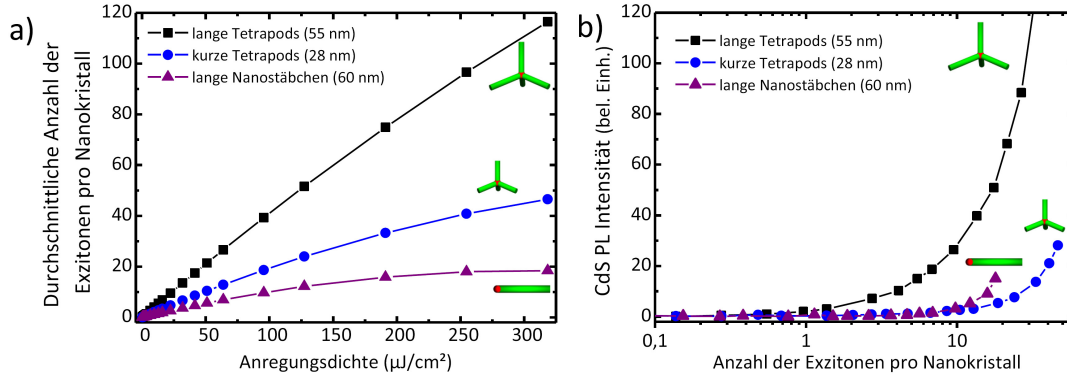 a)
lange Tetrapods (55 nm)
kurze Tetrapods (28 nm)
lange Nanostäbchen (60 nm)
Durchschnittliche Anzahl der
Exzitonen pro Nanokristall
120
100
80
60
40
20
0
0 50 100 150 200 250 300
Anregungsdichte (µJ/cm²)
b)
lange Tetrapods (55 nm)
kurze Tetrapods (28 nm)
lange Nanostäbchen (60 nm)
CdS PL Intensität (bel. Einh.)
120
100
80
60
40
20
0
0,1 1 10
Anzahl der Exzitonen pro Nanokristall